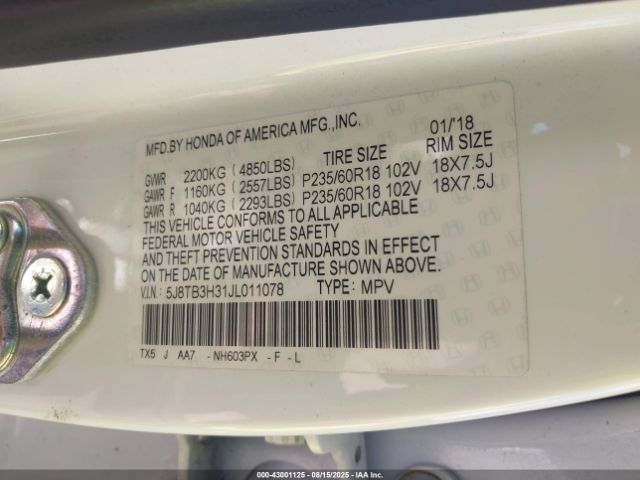 MFD.BY HONDA OF AMERICA MFG.,INC. 01/'18
TIRE SIZE RIM SIZE
GVWR 2200KG (4850LBS)
GAWR F 1160KG (2557LBS) P235/60R18 102V 18X7.5J
GAWR R 1040KG (2293LBS) P235/60R18 102V 18X7.5J
THIS VEHICLE CONFORMS TO ALL APPLICABLE
FEDERAL MOTOR VEHICLE SAFETY
AND THEFT PREVENTION STANDARDS IN EFFECT
ON THE DATE OF MANUFACTURE SHOWN ABOVE.
V.I.N.: 5J8TB3H31JL011078 TYPE: MPV
TX5 J AA7 -NH603PX -F-L
000-43001125 - 08/15/2025 - IAAI.COM